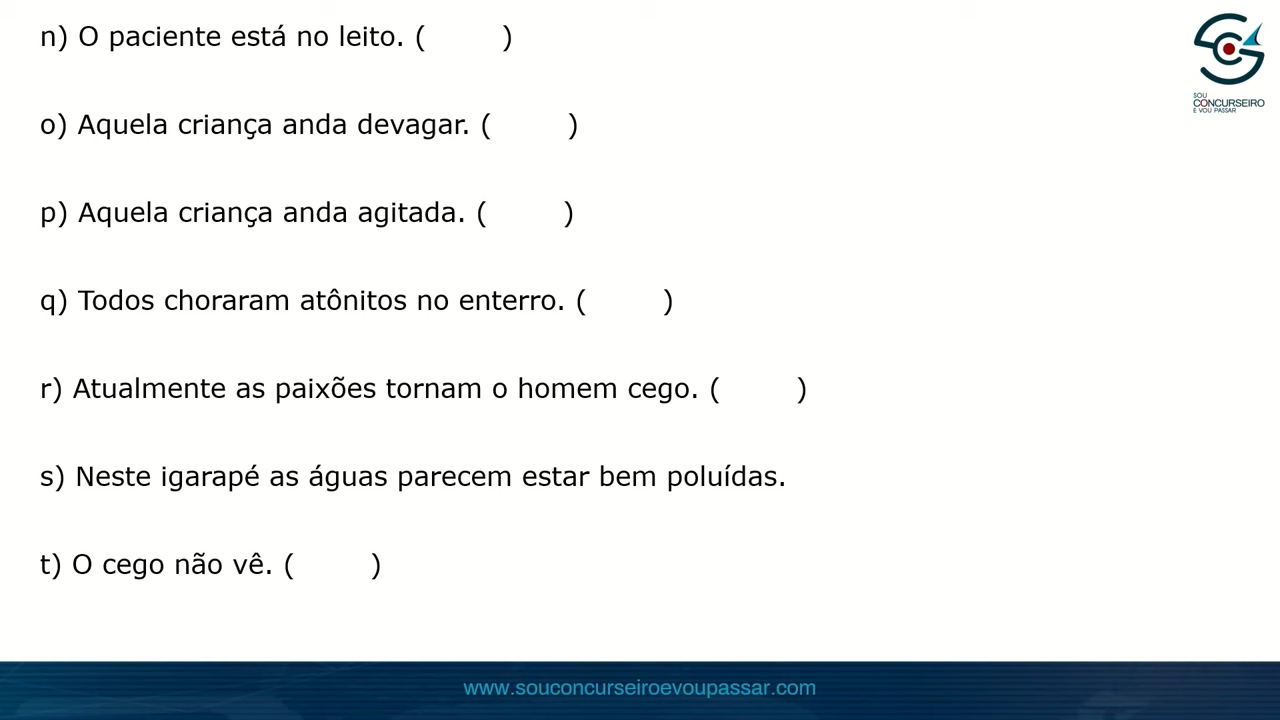 n) O paciente está no leito. (         )
o) Aquela criança anda devagar. (         )
p) Aquela criança anda agitada. (         )
q) Todos choraram atônitos no enterro. (         )
r) Atualmente as paixões tornam o homem cego. (         )
s) Neste igarapé as águas parecem estar bem poluídas.
t) O cego não vê. (         )
SOU
CONCURSEIRO
E VOU PASSAR
www.souconcurseiroevoupassar.com